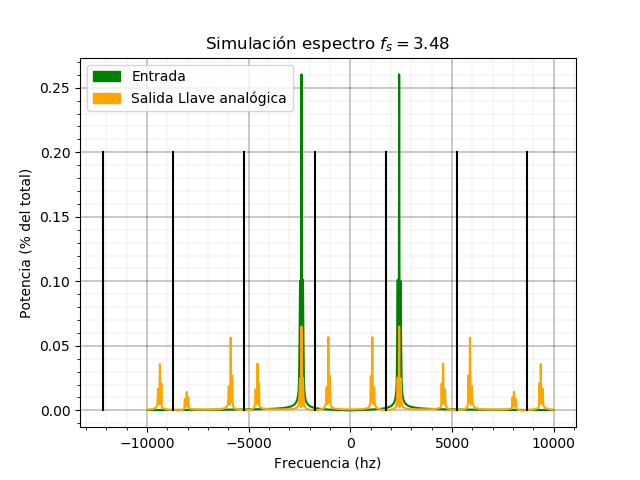 Simulación espectro $f_s = 3.48$
Entrada
Salida Llave analógica
Potencia (% del total)
0.25
0.20
0.15
0.10
0.05
0.00
−10000
−5000
0
5000
10000
Frecuencia (hz)